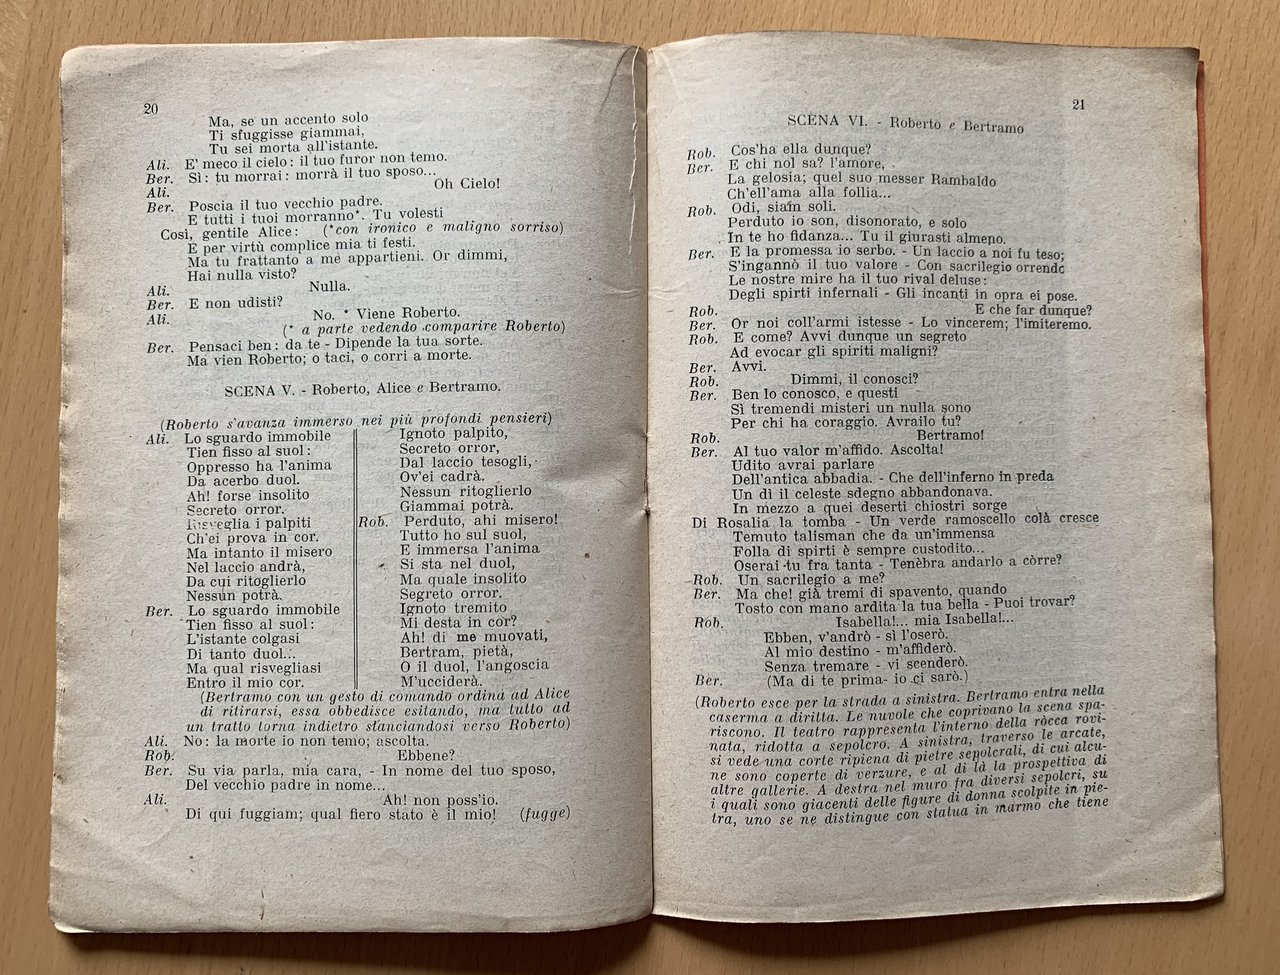 20
Ma, se un accento solo
Ti sfuggisse giammai,
Tu sei morta all'istante.
Ali. E' meco il cielo: il tuo furor non temo.
Ber. Sì: tu morrai: morrà il tuo sposo...
Ali. Oh Cielo!
Ber. Poscia il tuo vecchio padre.
E tutti i tuoi morranno*. Tu volesti
Così, gentile Alice: (*con ironico e maligno sorriso)
E per virtù complice mia ti festi.
Ma tu frattanto a me appartieni. Or dimmi,
Hai nulla visto?
Ali. Nulla.
Ber. E non udisti?
Ali. No. * Viene Roberto.
(* a parte vedendo comparire Roberto)
Ber. Pensaci ben: da te - Dipende la tua sorte.
Ma vien Roberto; o taci, o corri a morte.
SCENA V. - Roberto, Alice e Bertramo.
(Roberto s'avanza immerso nei più profondi pensieri)
Ali. Lo sguardo immobile
Tien fisso al suol:
Oppresso ha l'anima
Da acerbo duol.
Ah! forse insolito
Secreto orror.
Risveglia i palpiti
Ch'ei prova in cor.
Ma intanto il misero
Nel laccio andrà,
Da cui ritoglierlo
Nessun potrà.
Ber. Lo sguardo immobile
Tien fisso al suol:
L'istante colgasi
Di tanto duol...
Ma qual risvegliasi
Entro il mio cor.
Ignoto palpito,
Secreto orror,
Dal laccio tesogli,
Ov'ei cadrà.
Nessun ritoglierlo
Giammai potrà.
Rob. Perduto, ahi misero!
Tutto ho sul suol,
E immersa l'anima
Si sta nel duol,
Ma quale insolito
Segreto orror.
Ignoto tremito
Mi desta in cor?
Ah! di me muovati,
Bertram, pietà,
O il duol, l'angoscia
M'ucciderà.
(Bertramo con un gesto di comando ordina ad Alice
di ritirarsi, essa obbedisce esitando, ma tutto ad
un tratto torna indietro slanciandosi verso Roberto)
Ali. No: la morte io non temo; ascolta.
Rob. Ebbene?
Ber. Su via parla, mia cara, - In nome del tuo sposo,
Del vecchio padre in nome...
Ali. Ah! non poss'io.
Di qui fuggiam; qual fiero stato è il mio! (fugge)
21
SCENA VI. - Roberto e Bertramo
Rob. Cos'ha ella dunque?
Ber. E chi nol sa? l'amore,
La gelosia; quel suo messer Rambaldo
Ch'ell'ama alla follia...
Rob. Odi, siam soli.
Perduto io son, disonorato, e solo
In te ho fidanza... Tu il giurasti almeno.
Ber. E la promessa io serbo. - Un laccio a noi fu teso;
S'ingannò il tuo valore - Con sacrilegio orrendo
Le nostre mire ha il tuo rival deluse:
Degli spirti infernali - Gli incanti in opra ei pose.
Rob. E che far dunque?
Ber. Or noi coll'armi istesse - Lo vincerem; l'imiteremo.
Rob. E come? Avvi dunque un segreto
Ad evocar gli spiriti maligni?
Ber. Avvi.
Rob. Dimmi, il conosci?
Ber. Ben lo conosco, e questi
Sì tremendi misteri un nulla sono
Per chi ha coraggio. Avrailo tu?
Rob. Bertramo!
Ber. Al tuo valor m'affido. Ascolta!
Udito avrai parlare
Dell'antica abbadia. - Che dell'inferno in preda
Un dì il celeste sdegno abbandonava.
In mezzo a quei deserti chiostri sorge
Di Rosalia la tomba - Un verde ramoscello colà cresce
Temuto talisman che da un'immensa
Folla di spirti è sempre custodito...
Oserai tu fra tanta - Tenèbra andarlo a còrre?
Rob. Un sacrilegio a me?
Ber. Ma che! già tremi di spavento, quando
Tosto con mano ardita la tua bella - Puoi trovar?
Rob. Isabella!... mia Isabella!...
Ebben, v'andrò - sì l'oserò.
Al mio destino - m'affiderò.
Senza tremare - vi scenderò.
Ber. (Ma di te prima- io ci sarò.)
(Roberto esce per la strada a sinistra. Bertramo entra nella
caserma a diritta. Le nuvole che coprivano la scena spa-
riscono. Il teatro rappresenta l'interno della ròcca rovi-
nata, ridotta a sepolcro. A sinistra, traverso le arcate,
si vede una corte ripiena di pietre sepolcrali, di cui alcu-
ne sono coperte di verzure, e al di là la prospettiva di
altre gallerie. A destra nel muro fra diversi sepolcri, su
i quali sono giacenti delle figure di donna scolpite in pie-
tra, uno se ne distingue con statua in marmo che tiene